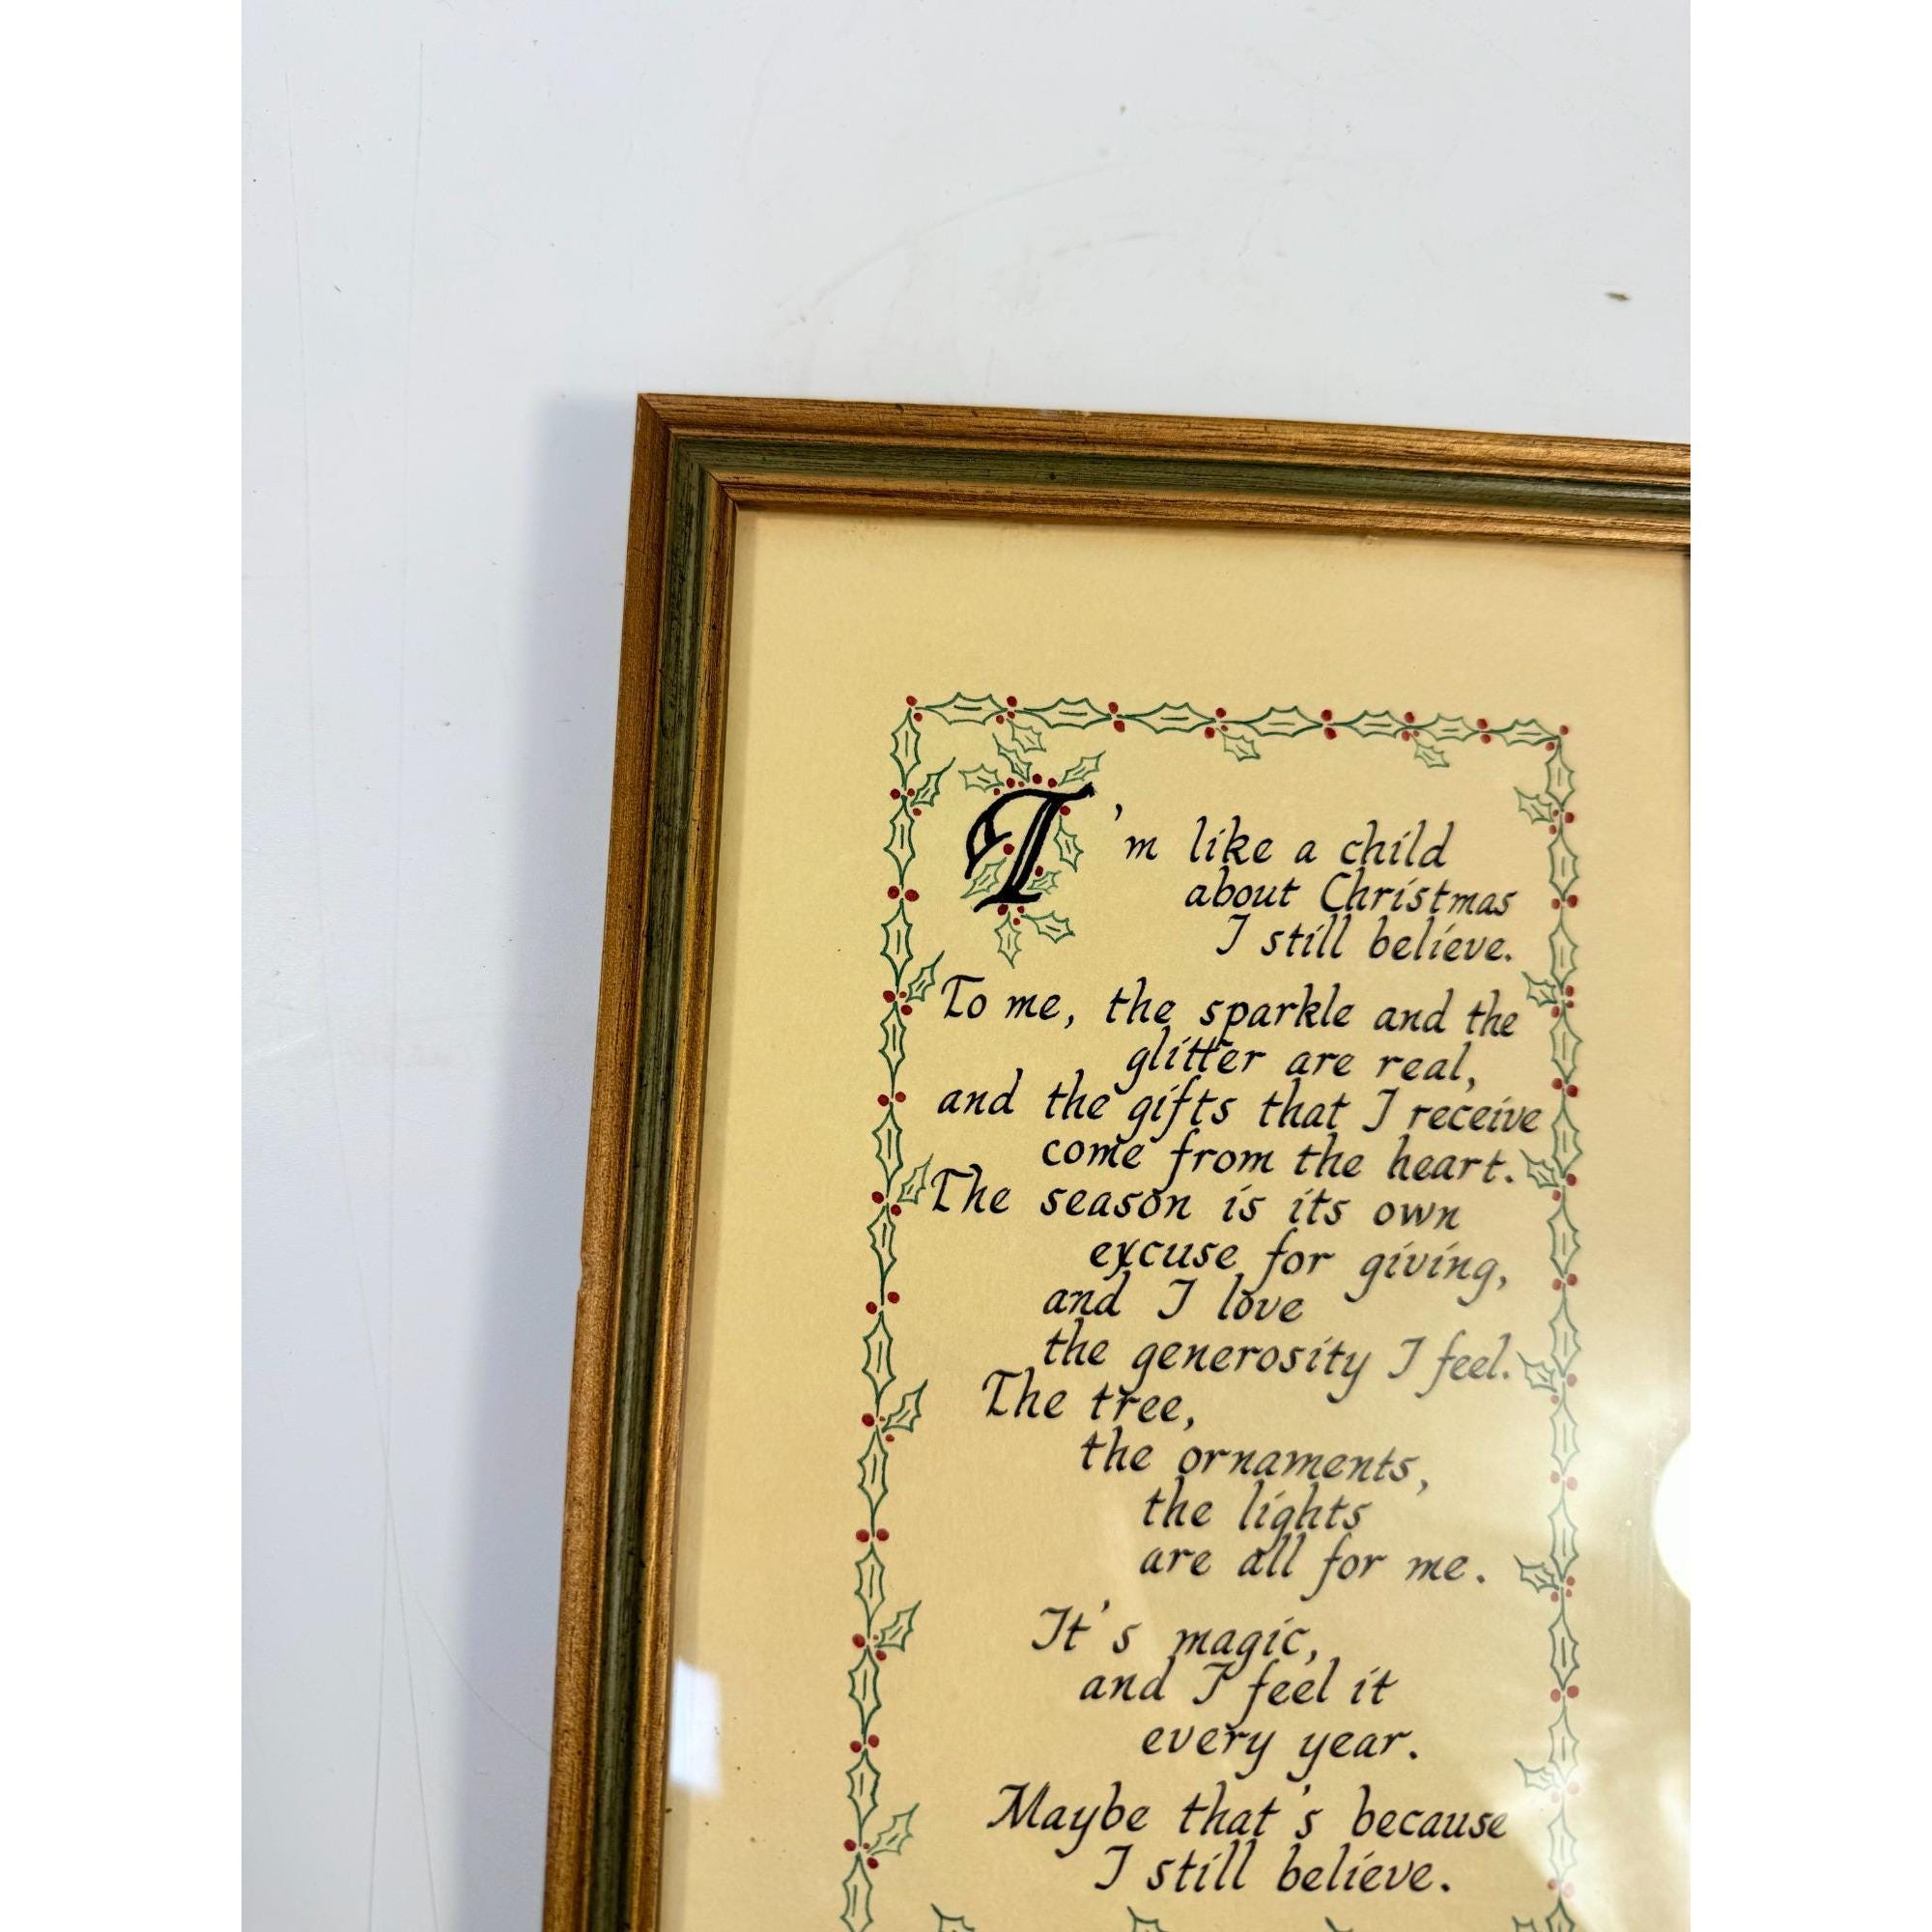 I'm like a child
about Christmas
I still believe.
To me, the sparkle and the
glitter are real,
and the gifts that I receive
come from the heart.
The season is its own
excuse for giving,
and I love
the generosity I feel.
The tree,
the ornaments,
the lights
are all for me.
It's magic,
and I feel it
every year.
Maybe that's because
I still believe.